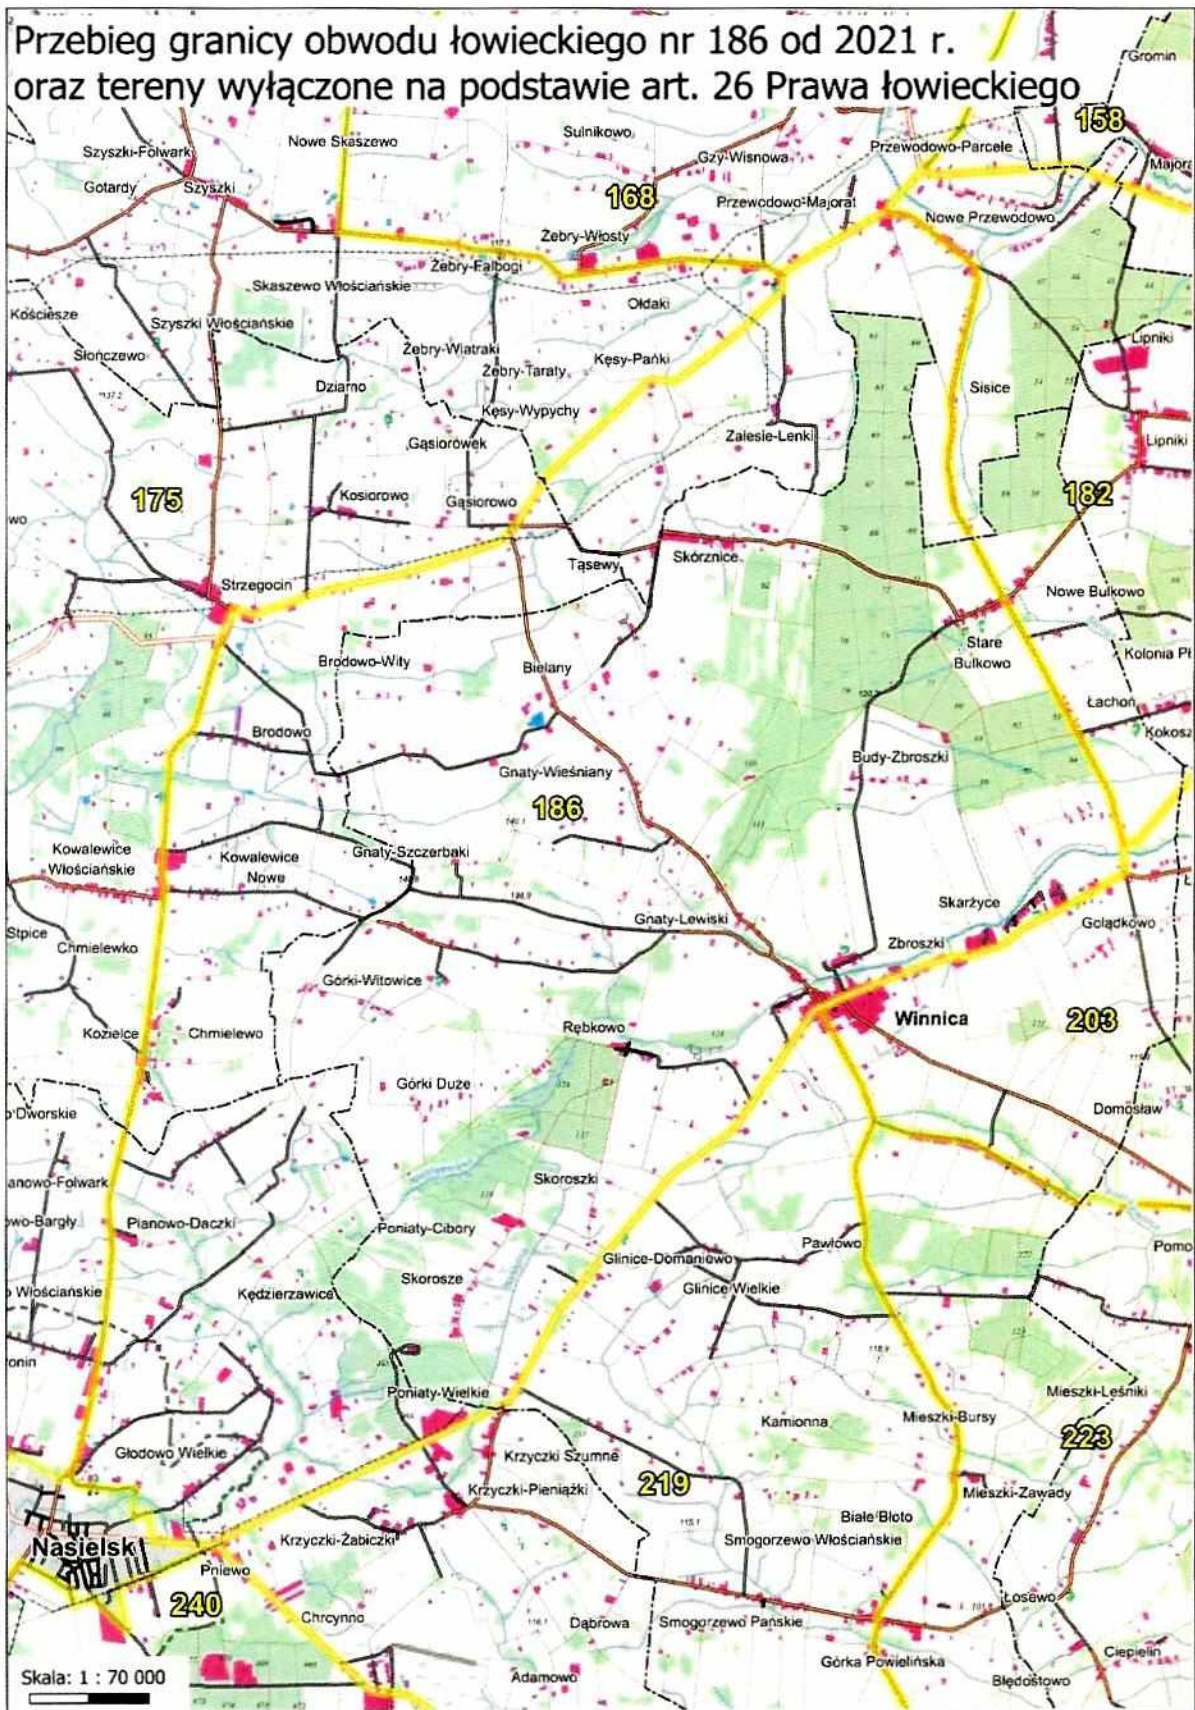 Przebieg granicy obwodu łowieckiego nr 186 od 2021 r.
oraz tereny wyłączone na podstawie art. 26 Prawa łowieckiego
Gromin
158
Nowe Skaszewo
Sulnikowo
Szyszki-Folwark
Gzy-Wisnowa
Przewodowo-Parcele
Gotardy
Szyszki
168
Przewodowo-Majorat
Nowe Przewodowo
Żebry-Włosty
Żebry-Falbogi
Skaszewo Włościańskie
Ołdaki
Kościesze
Szyszki Włościańskie
Słończewo
Żebry-Wiatraki
Kęsy-Pańki
Lipniki
Żebry-Taraty
Dziarno
Sisice
Kęsy-Wypychy
Gąsiorówek
Zalesie-Lenki
Lipniki
175
Kosiorowo
Gąsiorowo
182
Tąsewy
Skórznice
Strzegocin
Nowe Bulkowo
Brodowo-Wity
Bielany
Stare
Bulkowo
Kolonia
Łachoń
Brodowo
Gnaty-Wieśniany
Budy-Zbroszki
186
Kowalewice
Włościańskie
Kowalewice
Nowe
Gnaty-Szczerbaki
Skarżyce
Gnaty-Lewiski
Gołądkowo
Stpice
Chmielewko
Zbroszki
Górki-Witowice
Winnica
203
Kozielce
Chmielewo
Rębkowo
Górki Duże
Dworskie
Domosław
Skoroszki
Pianowo-Daczki
Poniaty-Cibory
Pawłowo
Skorosze
Glinice-Domaniewo
Glinice Wielkie
Włościańskie
Kędzierzawice
Poniaty-Wielkie
Mieszki-Leśniki
Kamionna
Mieszki-Bursy
Głodowo Wielkie
Krzyczki Szumne
223
Krzyczki-Pieniążki
219
Mieszki-Zawady
Białe Błoto
Nasielsk
Krzyczki-Żabiczki
Smogorzewo Włościańskie
Pniewo
240
Chrcynno
Dąbrowa
Smogorzewo Pańskie
Łosewo
Górka Powielińska
Ciepielin
Adamowo
Błędostowo
Skala: 1 : 70 000